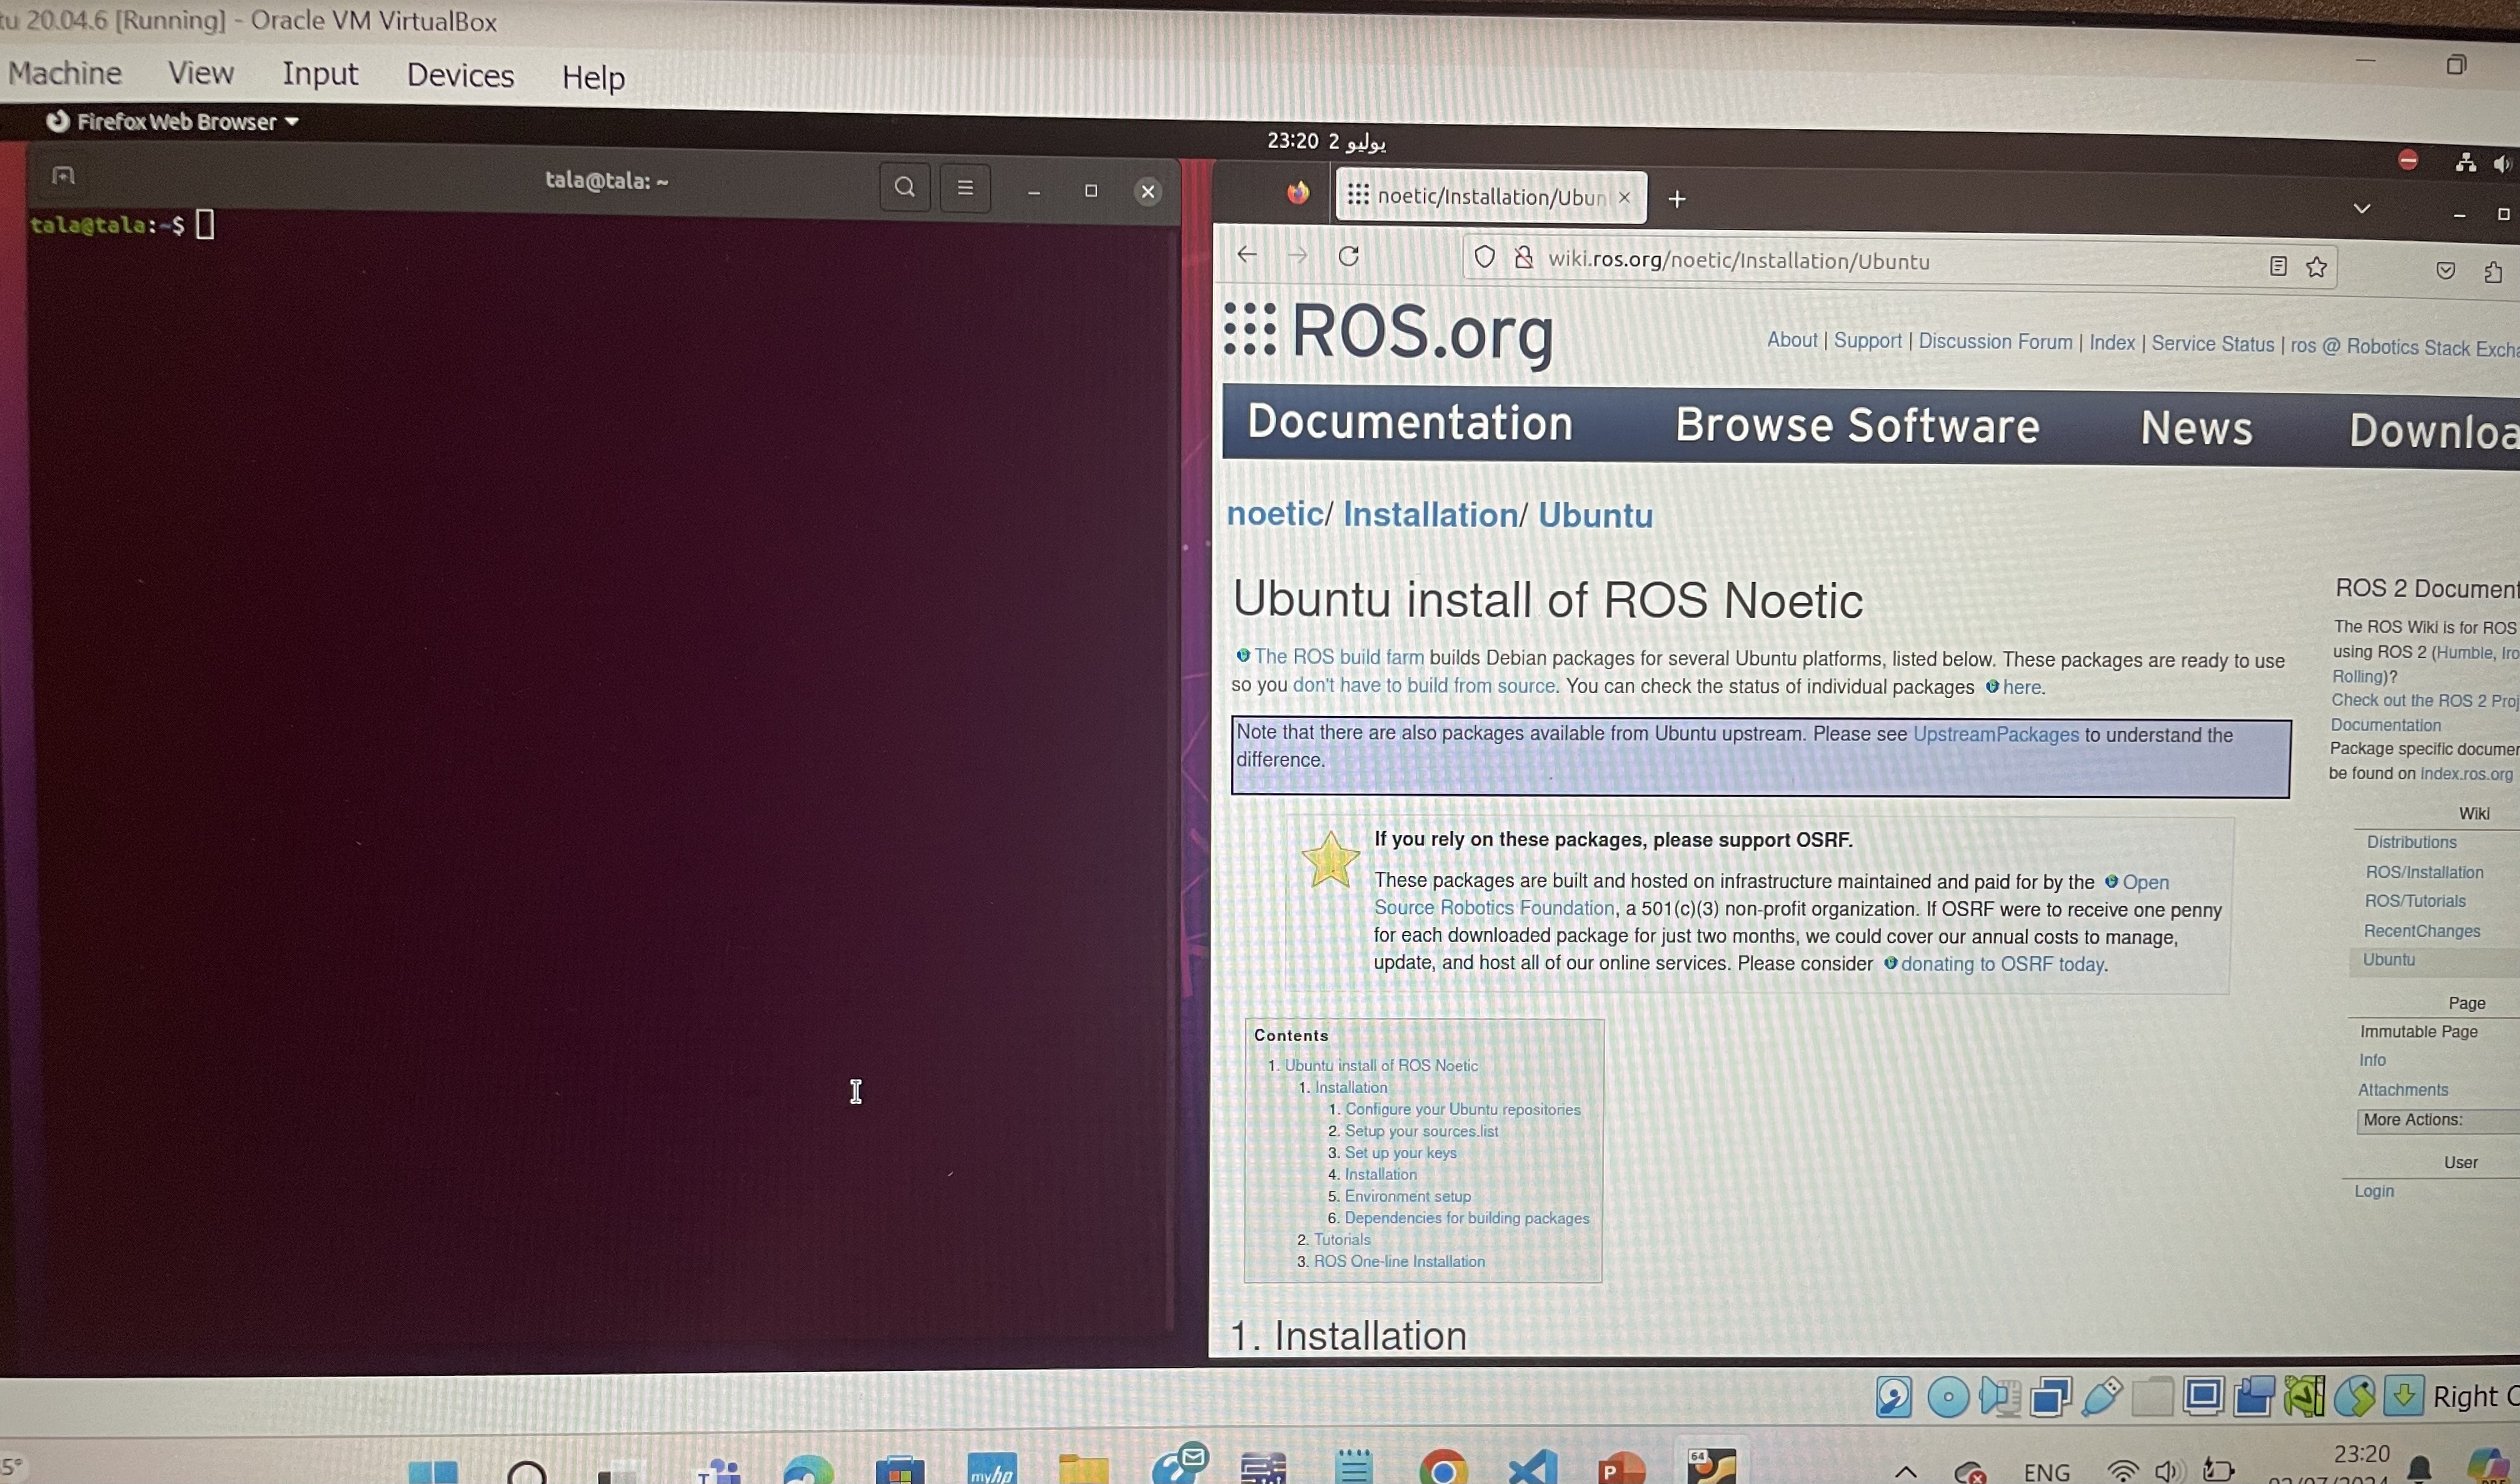 tu 20.04.6 [Running] - Oracle VM VirtualBox
Machine View Input Devices Help
Firefox Web Browser
23:20 2 يوليو
tala@tala: ~
tala@tala:~$
noetic/Installation/Ubun
wiki.ros.org/noetic/Installation/Ubuntu
ROS.org
About | Support | Discussion Forum | Index | Service Status | ros @ Robotics Stack Excha
Documentation Browse Software News Downloa
noetic/ Installation/ Ubuntu
Ubuntu install of ROS Noetic
The ROS build farm builds Debian packages for several Ubuntu platforms, listed below. These packages are ready to use
so you don't have to build from source. You can check the status of individual packages here.
Note that there are also packages available from Ubuntu upstream. Please see UpstreamPackages to understand the
difference.
If you rely on these packages, please support OSRF.
These packages are built and hosted on infrastructure maintained and paid for by the Open
Source Robotics Foundation, a 501(c)(3) non-profit organization. If OSRF were to receive one penny
for each downloaded package for just two months, we could cover our annual costs to manage,
update, and host all of our online services. Please consider donating to OSRF today.
Contents
1. Ubuntu install of ROS Noetic
1. Installation
1. Configure your Ubuntu repositories
2. Setup your sources.list
3. Set up your keys
4. Installation
5. Environment setup
6. Dependencies for building packages
2. Tutorials
3. ROS One-line Installation
1. Installation
ROS 2 Document
The ROS Wiki is for ROS
using ROS 2 (Humble, Iro
Rolling)?
Check out the ROS 2 Proj
Documentation
Package specific documen
be found on index.ros.org
Wiki
Distributions
ROS/Installation
ROS/Tutorials
RecentChanges
Ubuntu
Page
Immutable Page
Info
Attachments
More Actions:
User
Login
Right C
5°
myhp
64
ENG
23:20